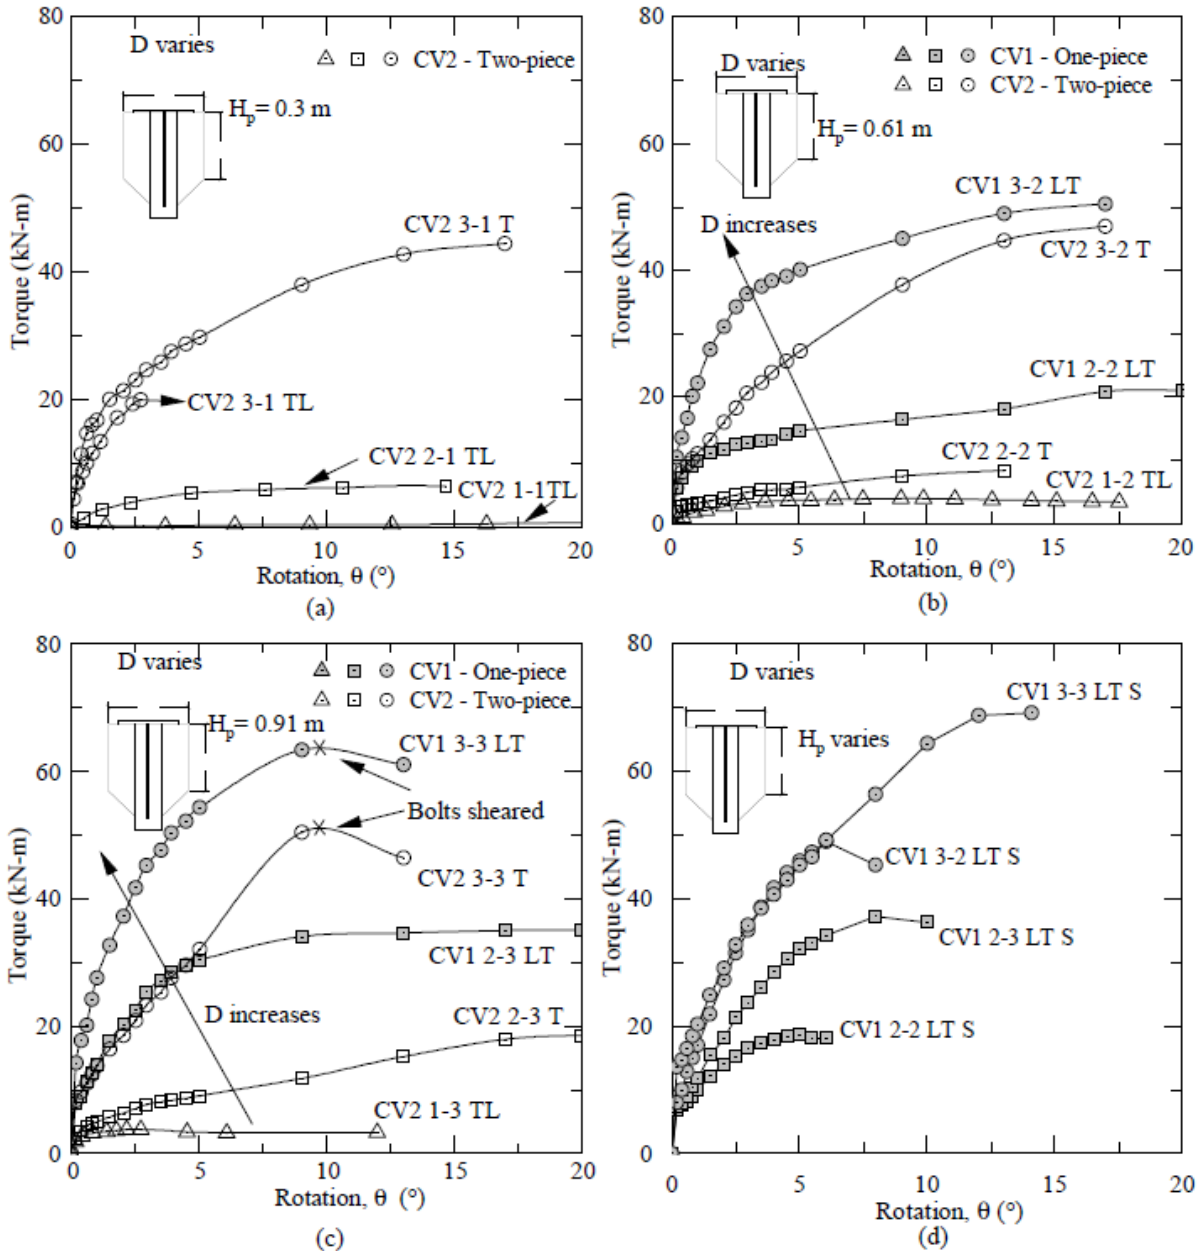 80
60
40
20
0
Torque (kN-m)
D varies
CV2 - Two-piece
Hp= 0.3 m
CV2 3-1 T
CV2 3-1 TL
CV2 2-1 TL
CV2 1-1TL
0
5
10
15
20
Rotation, θ (°)
(a)
80
60
40
20
0
Torque (kN-m)
D varies
CV1 - One-piece
CV2 - Two-piece
Hp= 0.61 m
CV1 3-2 LT
D increases
CV2 3-2 T
CV1 2-2 LT
CV2 2-2 T
CV2 1-2 TL
0
5
10
15
20
Rotation, θ (°)
(b)
80
60
40
20
0
Torque (kN-m)
D varies
CV1 - One-piece
CV2 - Two-piece
Hp= 0.91 m
CV1 3-3 LT
Bolts sheared
CV2 3-3 T
CV1 2-3 LT
D increases
CV2 2-3 T
CV2 1-3 TL
0
5
10
15
20
Rotation, θ (°)
(c)
80
60
40
20
0
Torque (kN-m)
D varies
Hp varies
CV1 3-3 LT S
CV1 3-2 LT S
CV1 2-3 LT S
CV1 2-2 LT S
0
5
10
15
20
Rotation, θ (°)
(d)